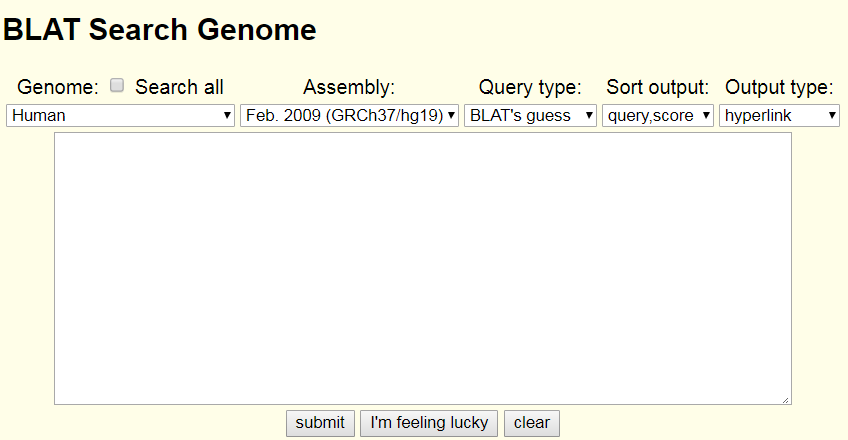 BLAT Search Genome
Genome: Search all Assembly: Query type: Sort output: Output type:
Human Feb. 2009 (GRCh37/hg19) BLAT's guess query,score hyperlink
submit I'm feeling lucky clear